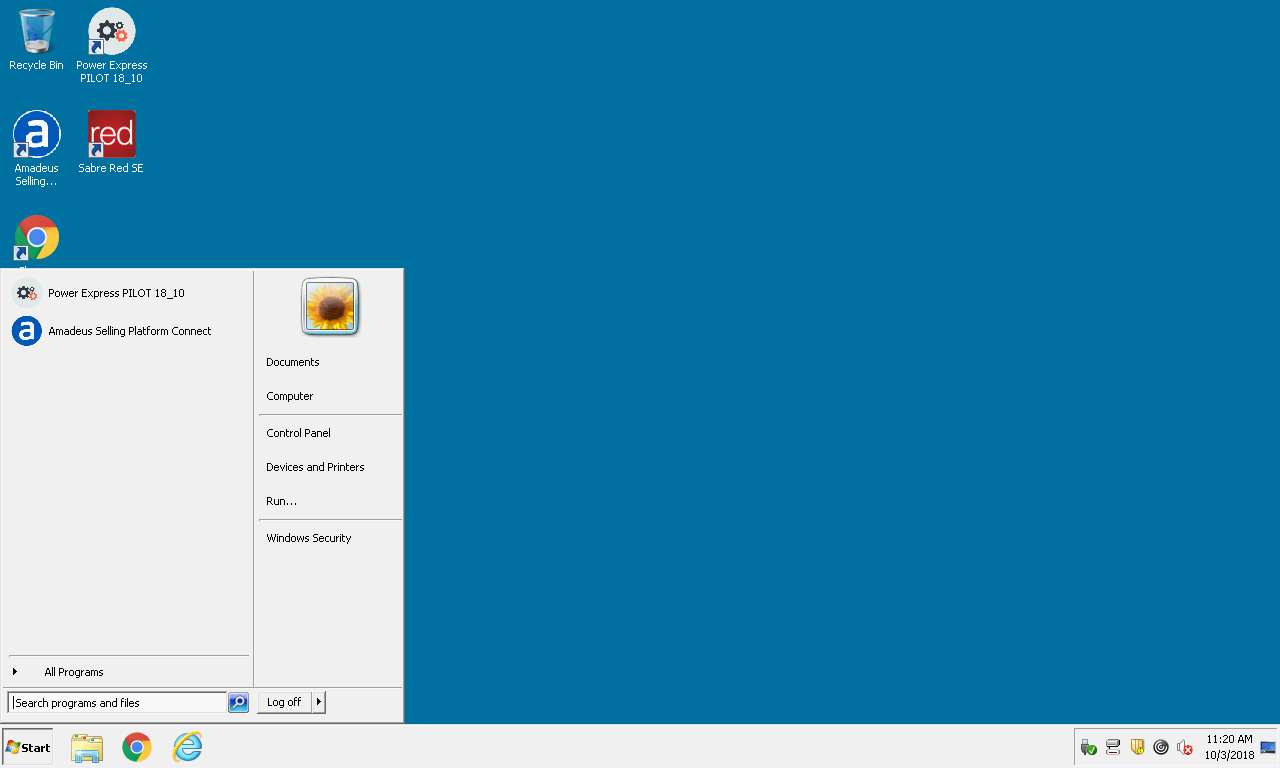 Recycle Bin
Power Express
PILOT 18_10
a
Amadeus
Selling...
red
Sabre Red SE
Power Express PILOT 18_10
a
Amadeus Selling Platform Connect
Documents
Computer
Control Panel
Devices and Printers
Run...
Windows Security
All Programs
Search programs and files
Log off
Start
11:20 AM
10/3/2018